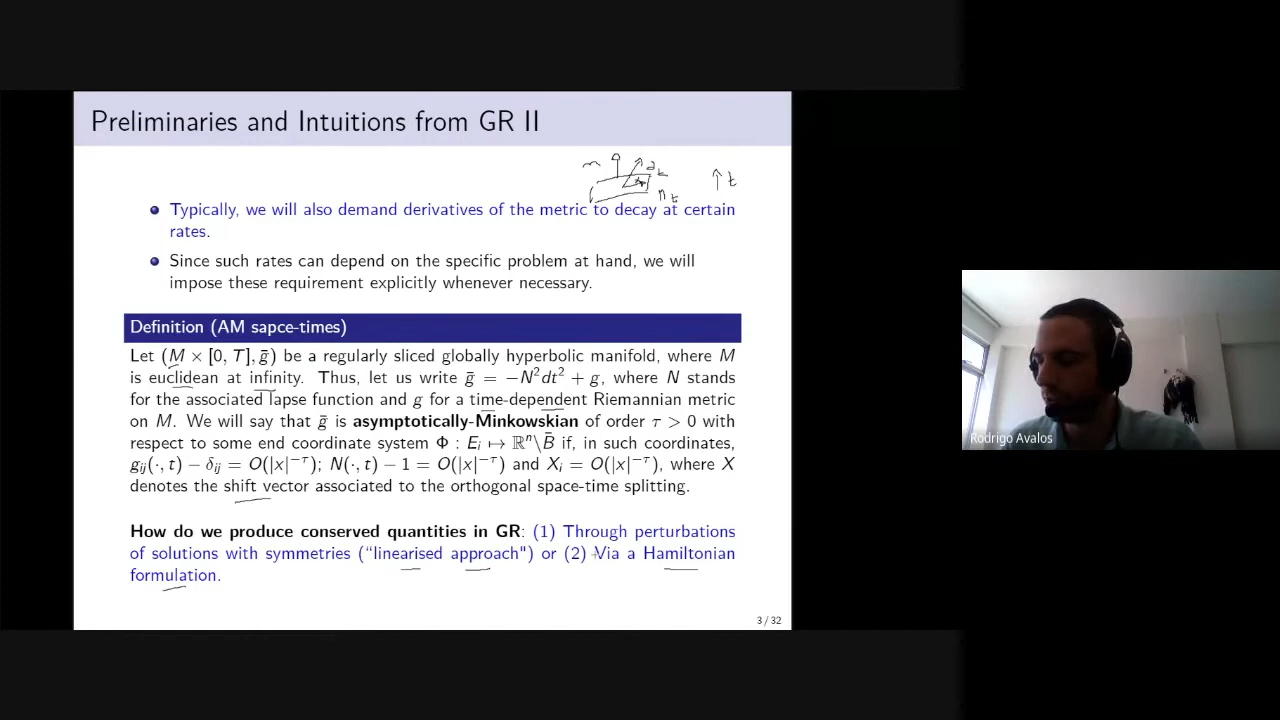 Preliminaries and Intuitions from GR II
Typically, we will also demand derivatives of the metric to decay at certain
rates.
Since such rates can depend on the specific problem at hand, we will
impose these requirement explicitly whenever necessary.
Definition (AM sapce-times)
Let (M × [0, T], ḡ) be a regularly sliced globally hyperbolic manifold, where M
is euclidean at infinity. Thus, let us write ḡ = −N²dt² + g, where N stands
for the associated lapse function and g for a time-dependent Riemannian metric
on M. We will say that ḡ is asymptotically-Minkowskian of order τ > 0 with
respect to some end coordinate system Φ : Eᵢ ↦ ℝⁿ\B̄ if, in such coordinates,
gᵢⱼ(·, t) − δᵢⱼ = O(|x|^−τ); N(·, t) − 1 = O(|x|^−τ) and Xᵢ = O(|x|^−τ), where X
denotes the shift vector associated to the orthogonal space-time splitting.
How do we produce conserved quantities in GR: (1) Through perturbations
of solutions with symmetries (“linearised approach") or (2) Via a Hamiltonian
formulation.
3 / 32
Rodrigo Avalos